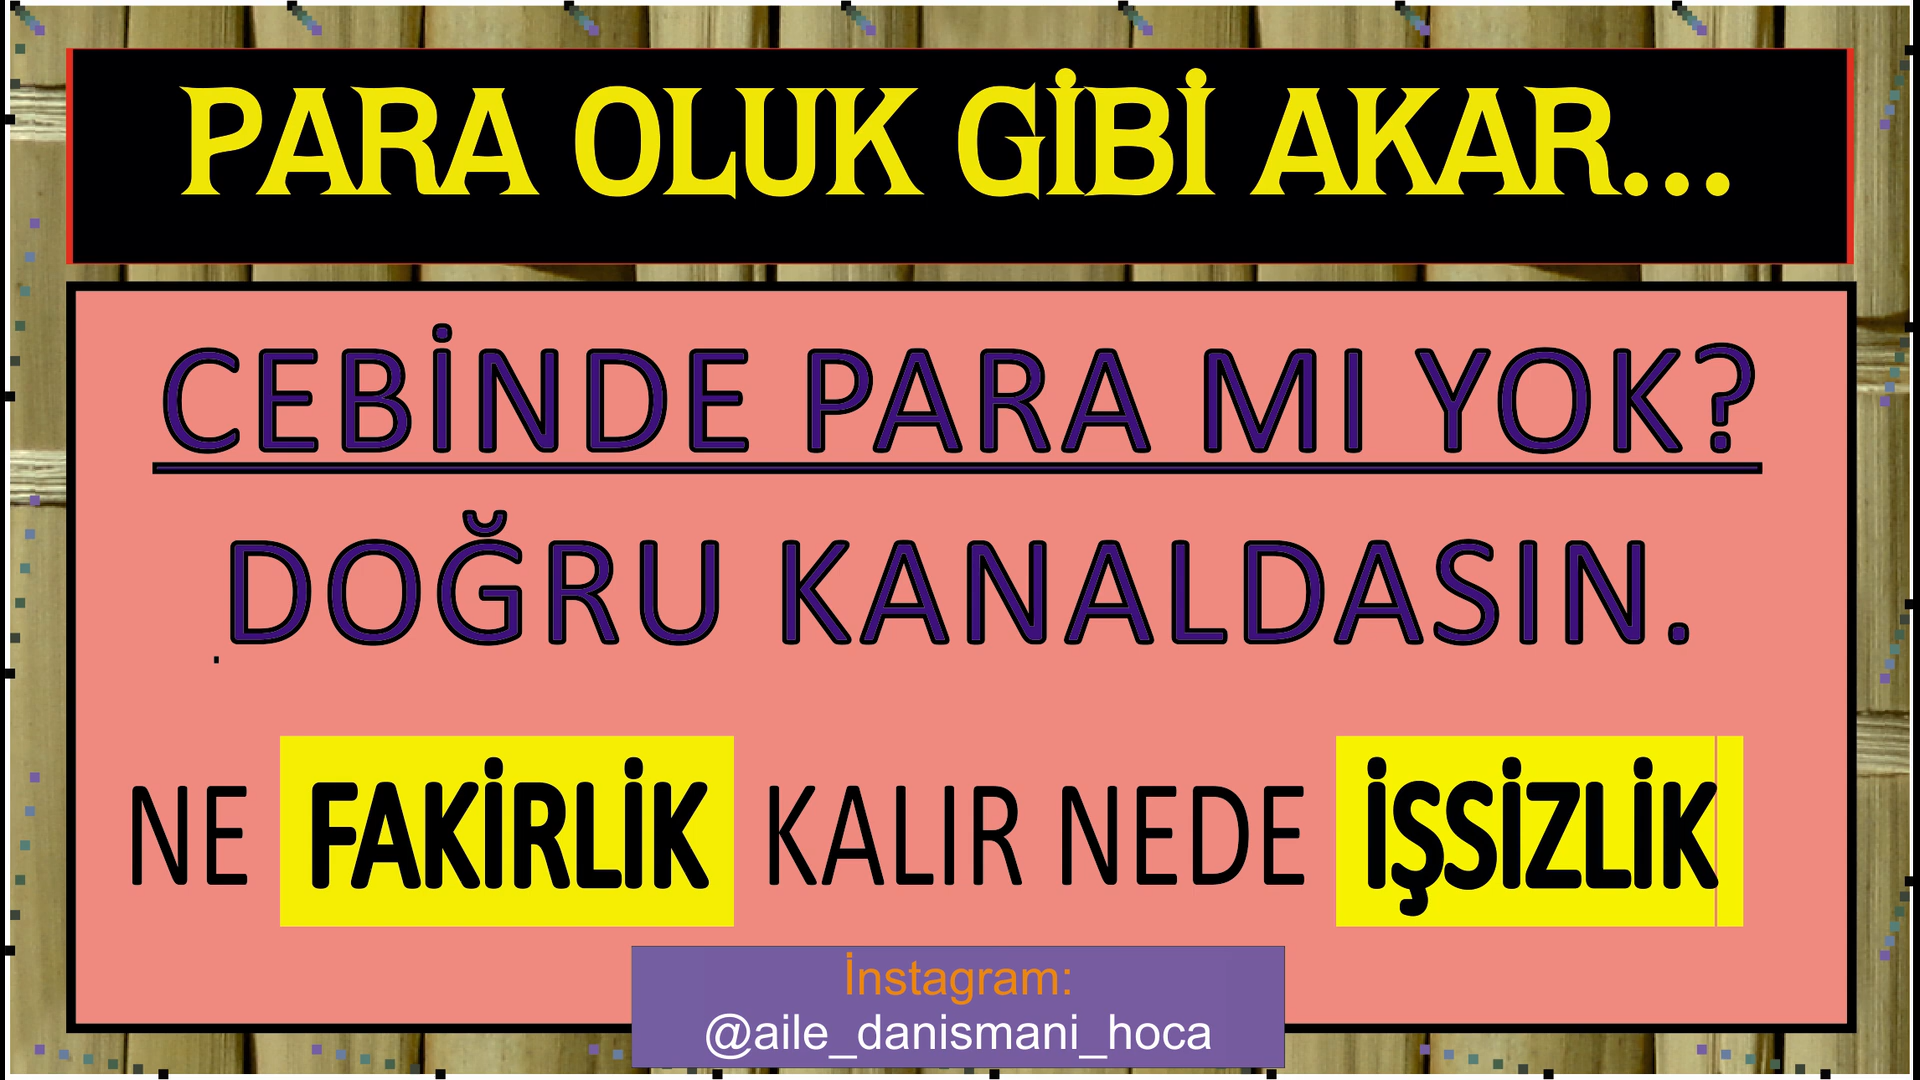 PARA OLUK GİBİ AKAR...
CEBİNDE PARA MI YOK?
DOĞRU KANALDASIN.
NE FAKİRLİK KALIR NEDE İŞSİZLİK
İnstagram:
@aile_danismani_hoca